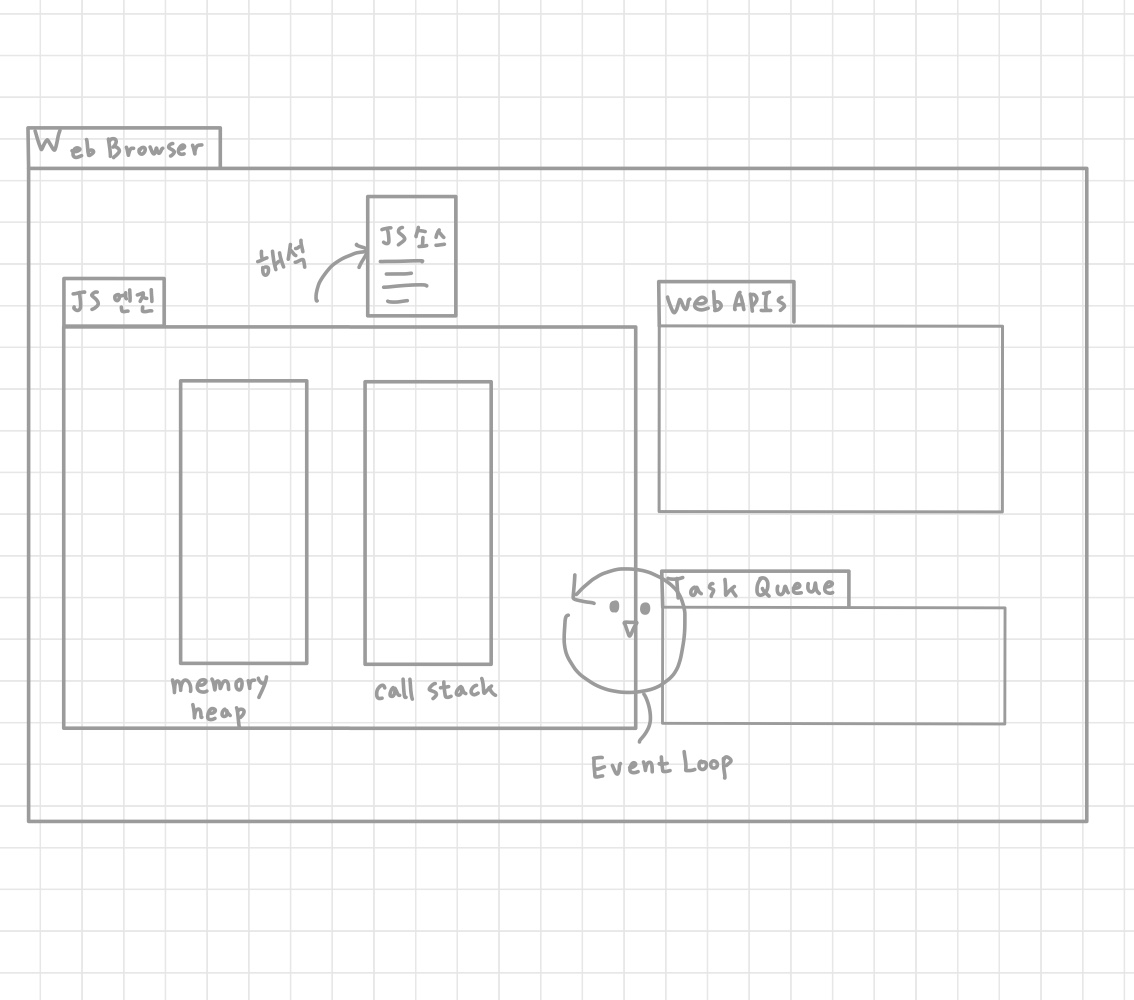 Web Browser
JS 소스
해석
JS 엔진
Web APIs
Task Queue
memory
heap
call stack
Event Loop